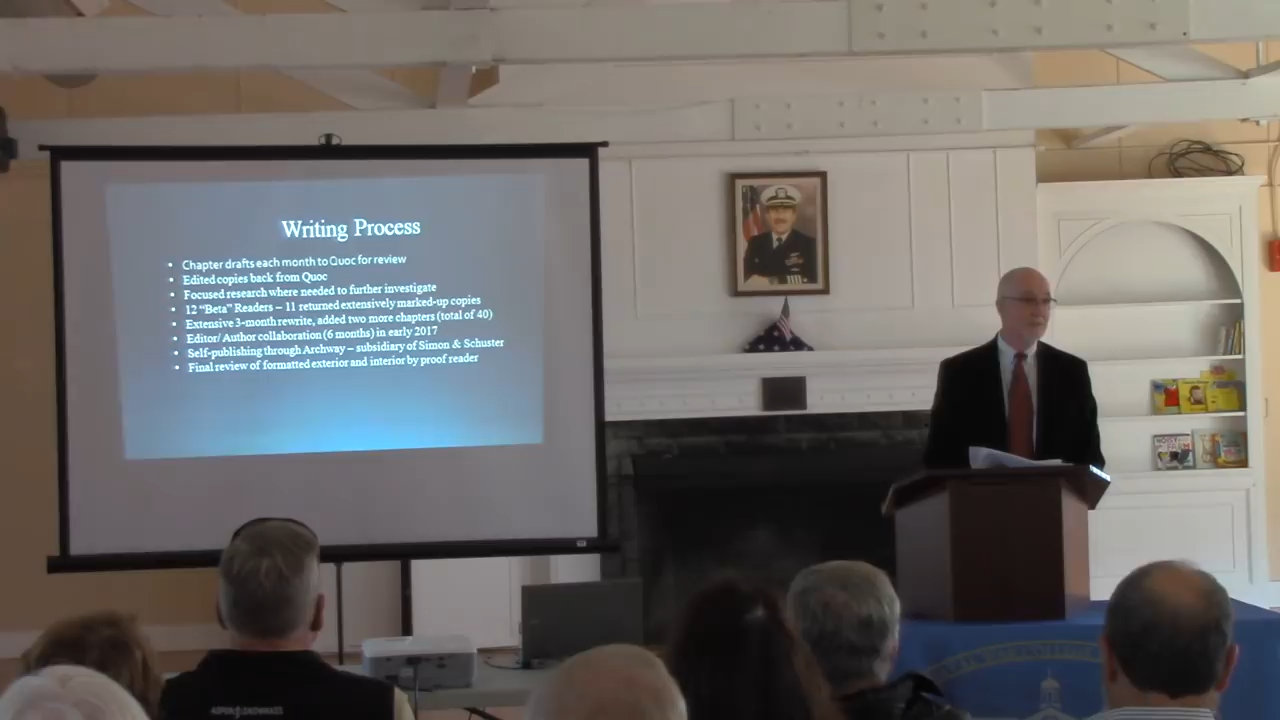 Writing Process
• Chapter drafts each month to Quoc for review
• Edited copies back from Quoc
• Focused research where needed to further investigate
• 12 “Beta” Readers – 11 returned extensively marked-up copies
• Extensive 3-month rewrite, added two more chapters (total of 40)
• Editor/ Author collaboration (6 months) in early 2017
• Self-publishing through Archway – subsidiary of Simon & Schuster
• Final review of formatted exterior and interior by proof reader